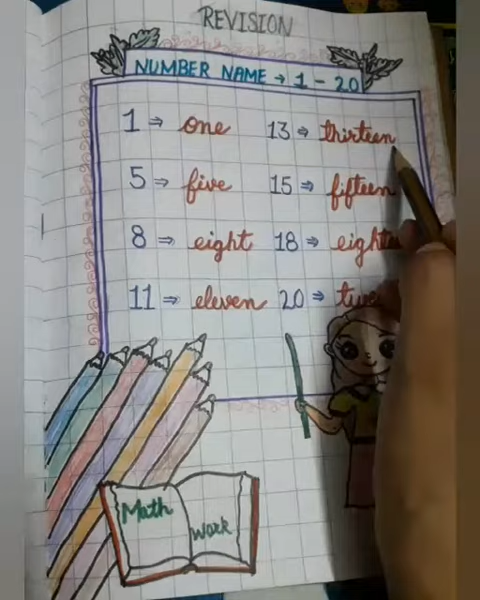 REVISION
NUMBER NAME → 1 - 20
1 ⇒ one 13 ⇒ thirteen
5 ⇒ five 15 ⇒ fifteen
8 ⇒ eight 18 ⇒
11 ⇒ eleven 20 ⇒
Math
Work